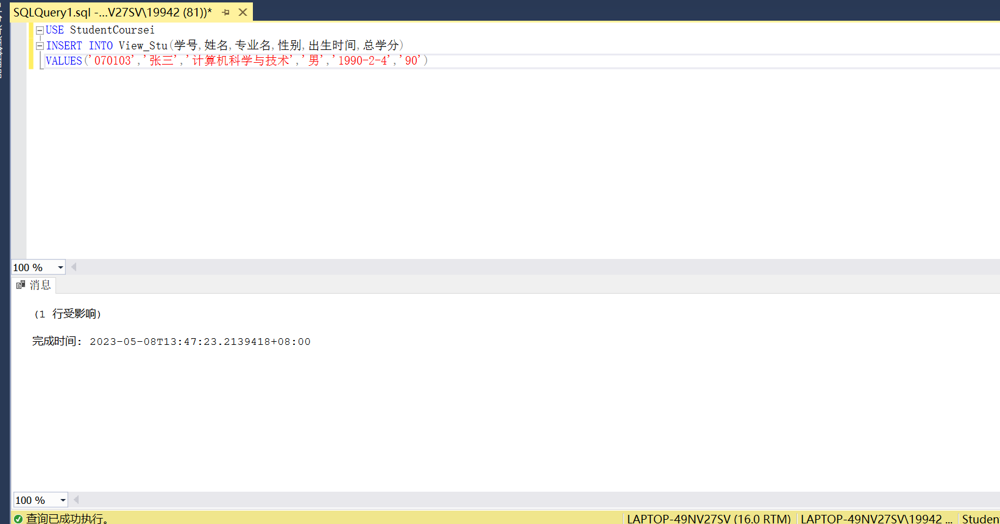 SQLQuery1.sql -...V27SV\19942 (81))*
USE StudentCoursei
INSERT INTO View_Stu(学号,姓名,专业名,性别,出生时间,总学分)
VALUES('070103','张三','计算机科学与技术','男','1990-2-4','90')
100 %
消息
(1 行受影响)
完成时间: 2023-05-08T13:47:23.2139418+08:00
100 %
查询已成功执行。
LAPTOP-49NV27SV (16.0 RTM)
LAPTOP-49NV27SV\19942 ...
Studen